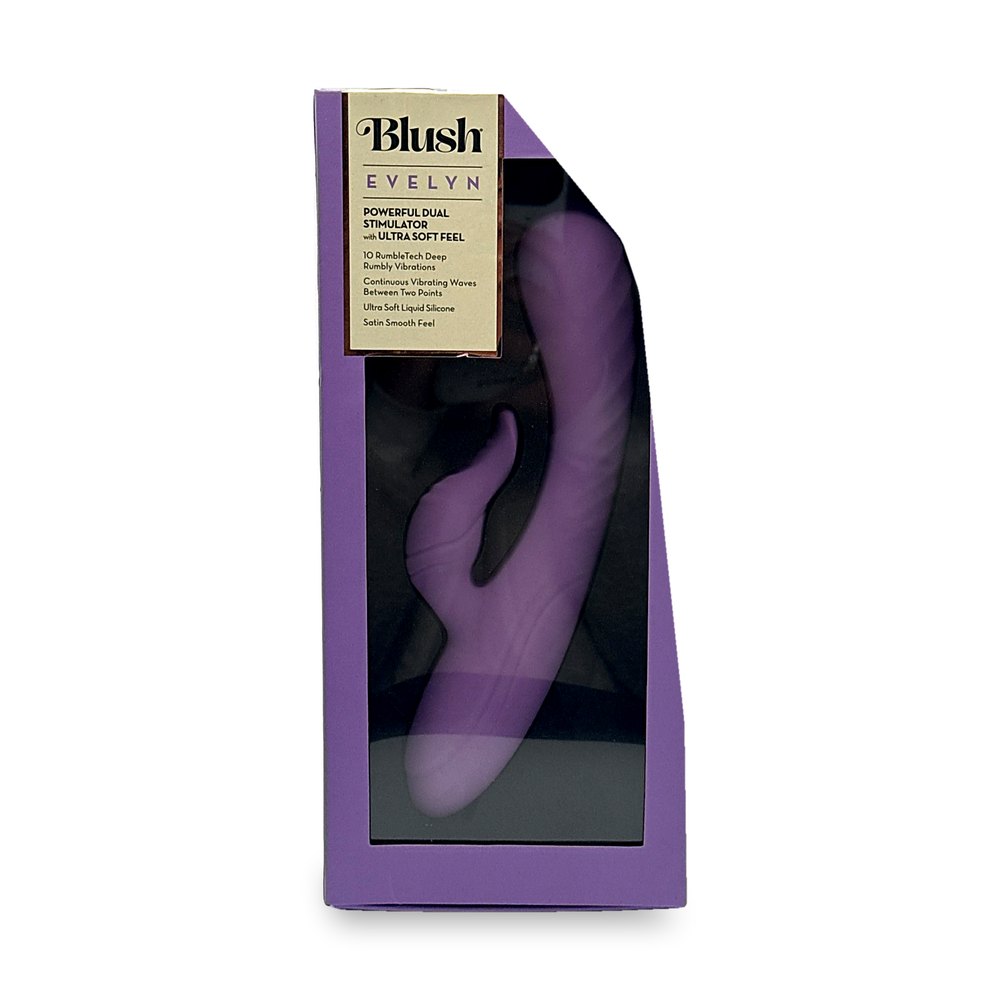 Blush
EVELYN
POWERFUL DUAL
STIMULATOR
with ULTRA SOFT FEEL
10 RumbleTech Deep
Rumbly Vibrations
Continuous Vibrating Waves
Between Two Points
Ultra Soft Liquid Silicone
Satin Smooth Feel